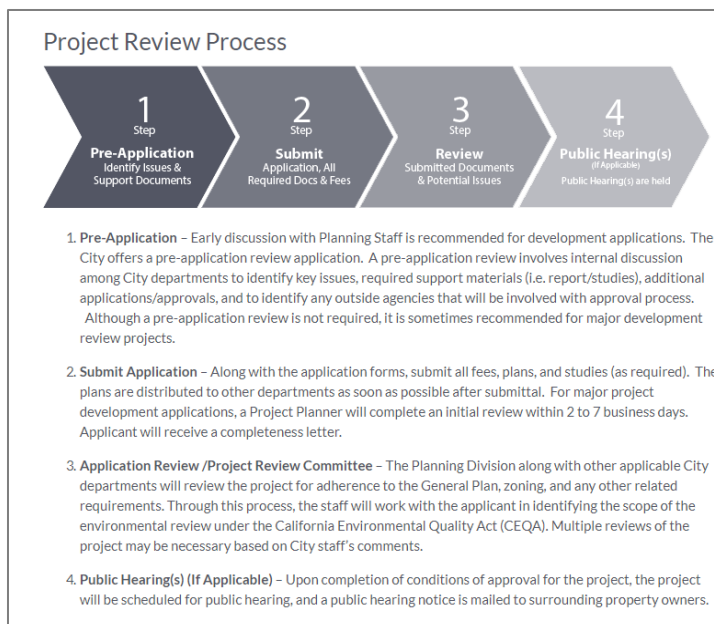 Project Review Process
1
Step
Pre-Application
Identify Issues &
Support Documents
2
Step
Submit
Application, All
Required Docs & Fees
3
Step
Review
Submitted Documents
& Potential Issues
4
Step
Public Hearing(s)
(If Applicable)
Public Hearing(s) are held
1. Pre-Application – Early discussion with Planning Staff is recommended for development applications. The
City offers a pre-application review application. A pre-application review involves internal discussion
among City departments to identify key issues, required support materials (i.e. report/studies), additional
applications/approvals, and to identify any outside agencies that will be involved with approval process.
Although a pre-application review is not required, it is sometimes recommended for major development
review projects.
2. Submit Application – Along with the application forms, submit all fees, plans, and studies (as required). The
plans are distributed to other departments as soon as possible after submittal. For major project
development applications, a Project Planner will complete an initial review within 2 to 7 business days.
Applicant will receive a completeness letter.
3. Application Review /Project Review Committee – The Planning Division along with other applicable City
departments will review the project for adherence to the General Plan, zoning, and any other related
requirements. Through this process, the staff will work with the applicant in identifying the scope of the
environmental review under the California Environmental Quality Act (CEQA). Multiple reviews of the
project may be necessary based on City staff’s comments.
4. Public Hearing(s) (If Applicable) – Upon completion of conditions of approval for the project, the project
will be scheduled for public hearing, and a public hearing notice is mailed to surrounding property owners.